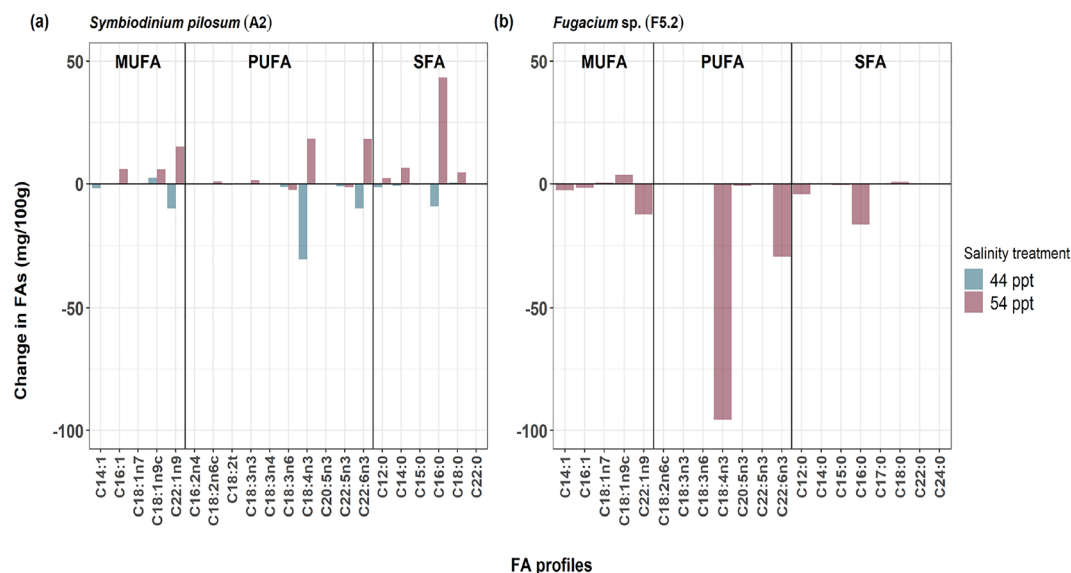 (a) Symbiodinium pilosum (A2)
(b) Fugacium sp. (F5.2)
MUFA PUFA SFA
MUFA PUFA SFA
50
0
-50
-100
50
0
-50
-100
Change in FAs (mg/100g)
C14:1
C16:1
C18:1n7
C18:1n9c
C22:1n9
C16:2n4
C18:2n6c
C18:2t
C18:3n3
C18:3n4
C18:3n6
C18:4n3
C20:5n3
C22:5n3
C22:6n3
C12:0
C14:0
C15:0
C16:0
C18:0
C22:0
C14:1
C16:1
C18:1n7
C18:1n9c
C22:1n9
C18:2n6c
C18:3n3
C18:3n6
C18:4n3
C20:5n3
C22:5n3
C22:6n3
C12:0
C14:0
C15:0
C16:0
C17:0
C18:0
C22:0
C24:0
FA profiles
Salinity treatment
44 ppt
54 ppt